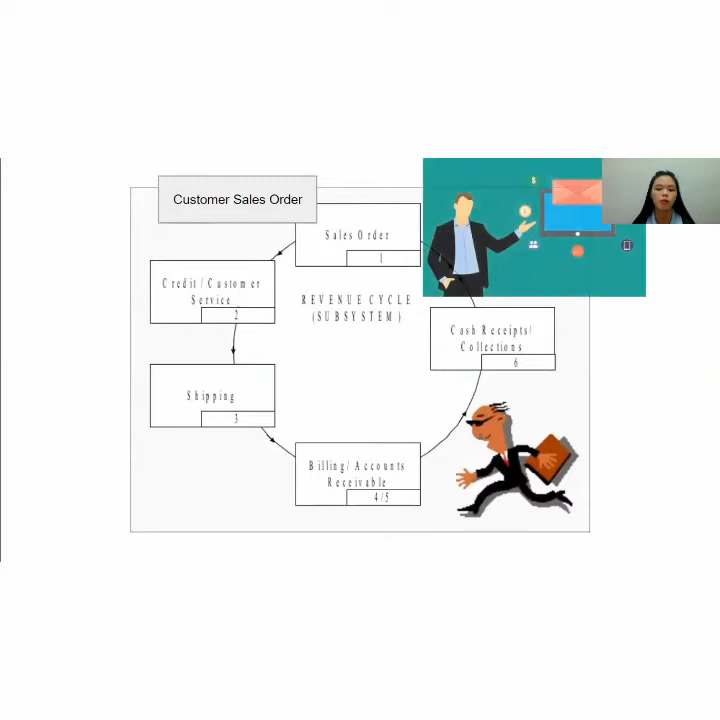 Customer Sales Order
Sales Order
1
Credit/Customer
Service
2
REVENUE CYCLE
(SUBSYSTEM)
Cash Receipts/
Collections
6
Shipping
3
Billing/Accounts
Receivable
4/5
$